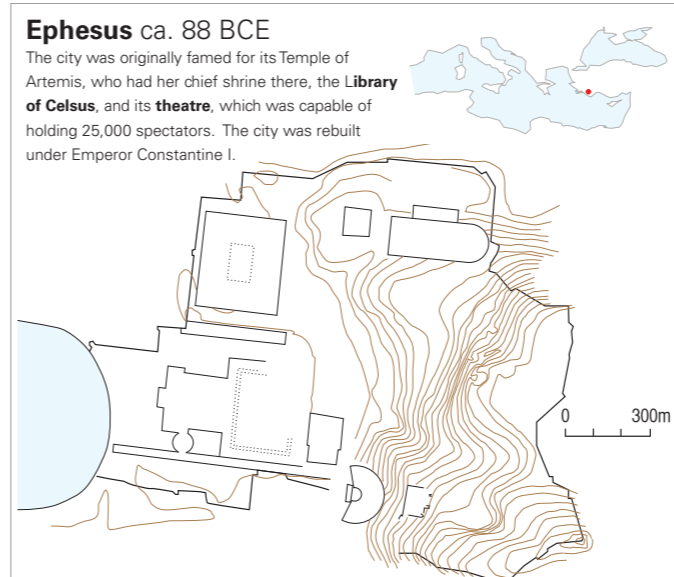 Ephesus ca. 88 BCE
The city was originally famed for its Temple of
Artemis, who had her chief shrine there, the Library
of Celsus, and its theatre, which was capable of
holding 25,000 spectators. The city was rebuilt
under Emperor Constantine I.
0 300m